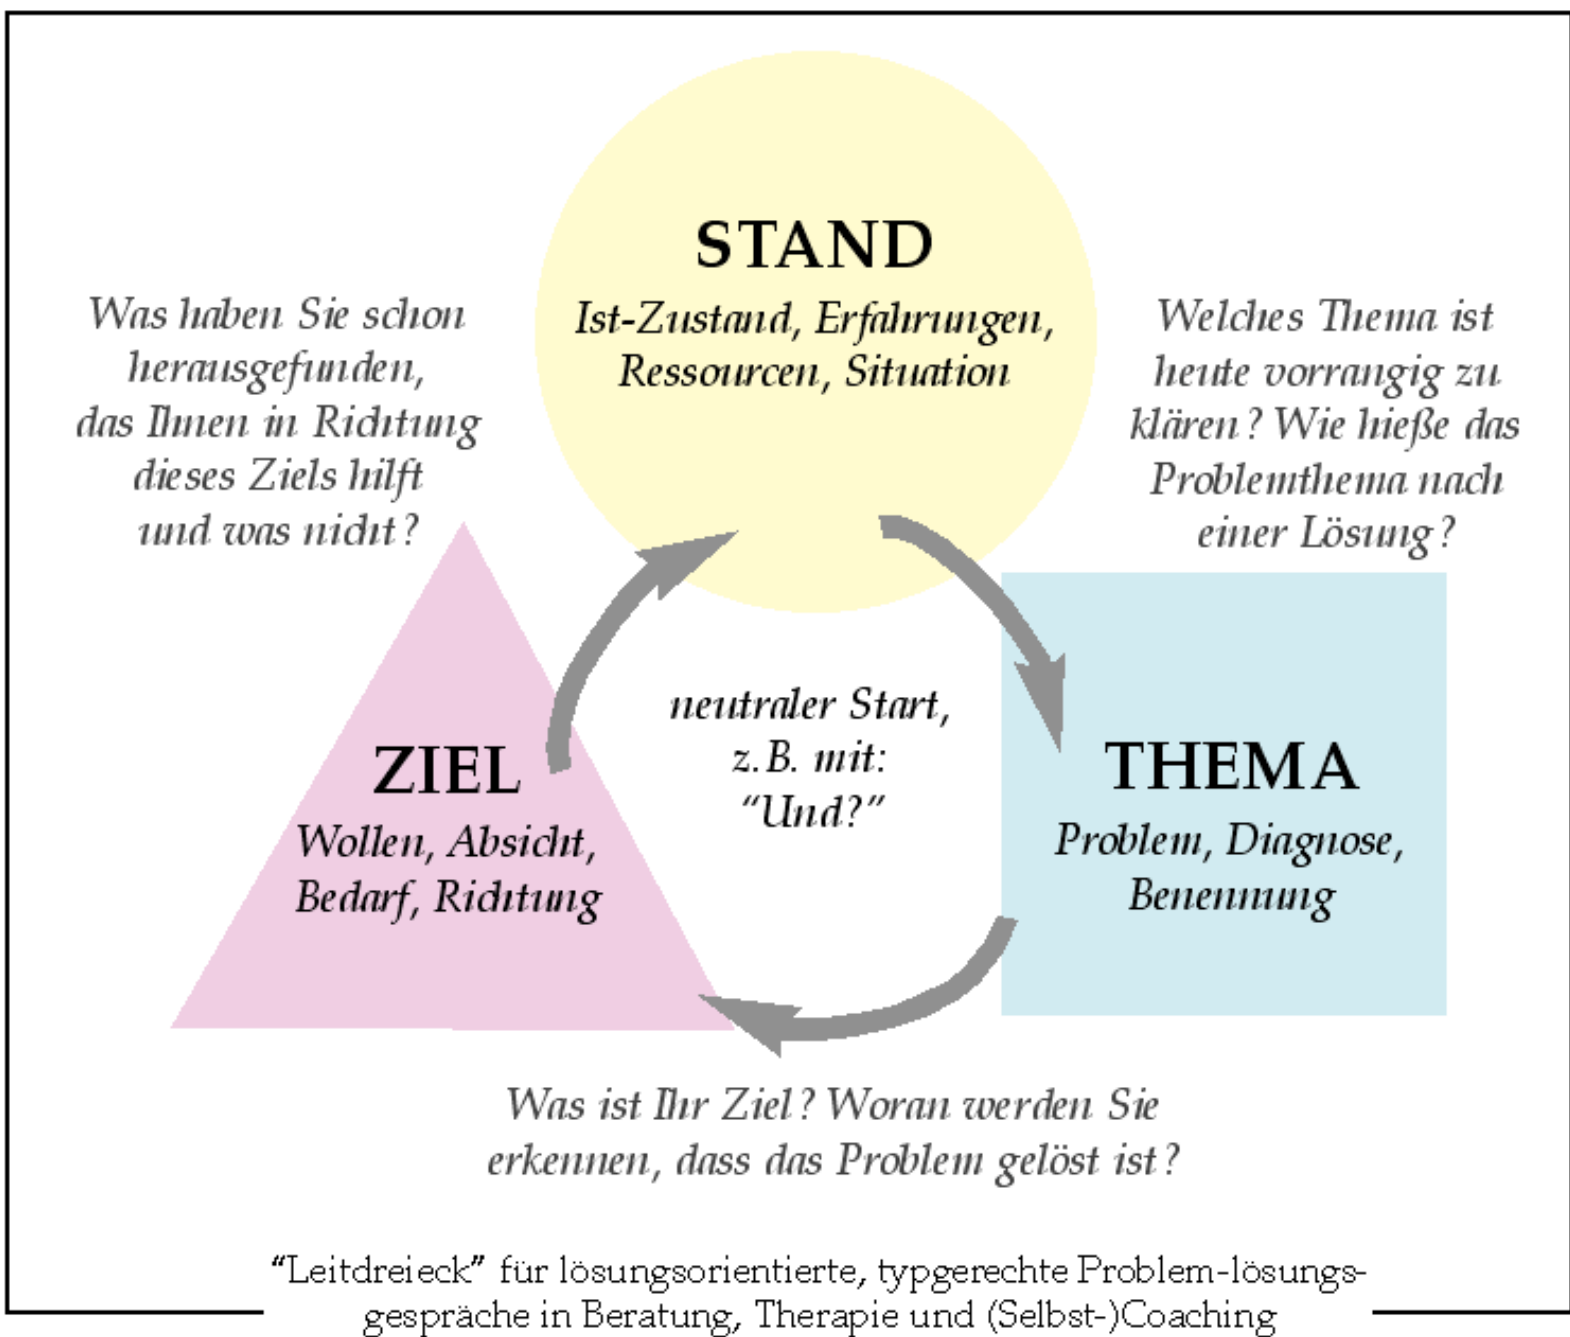 STAND
Ist-Zustand, Erfahrungen,
Ressourcen, Situation
Was haben Sie schon
herausgefunden,
das Ihnen in Richtung
dieses Ziels hilft
und was nicht?
Welches Thema ist
heute vorrangig zu
klären? Wie hieße das
Problemthema nach
einer Lösung?
neutraler Start,
z.B. mit:
“Und?”
ZIEL
Wollen, Absicht,
Bedarf, Richtung
THEMA
Problem, Diagnose,
Benennung
Was ist Ihr Ziel? Woran werden Sie
erkennen, dass das Problem gelöst ist?
“Leitdreieck” für lösungsorientierte, typgerechte Problem-lösungs-
gespräche in Beratung, Therapie und (Selbst-)Coaching